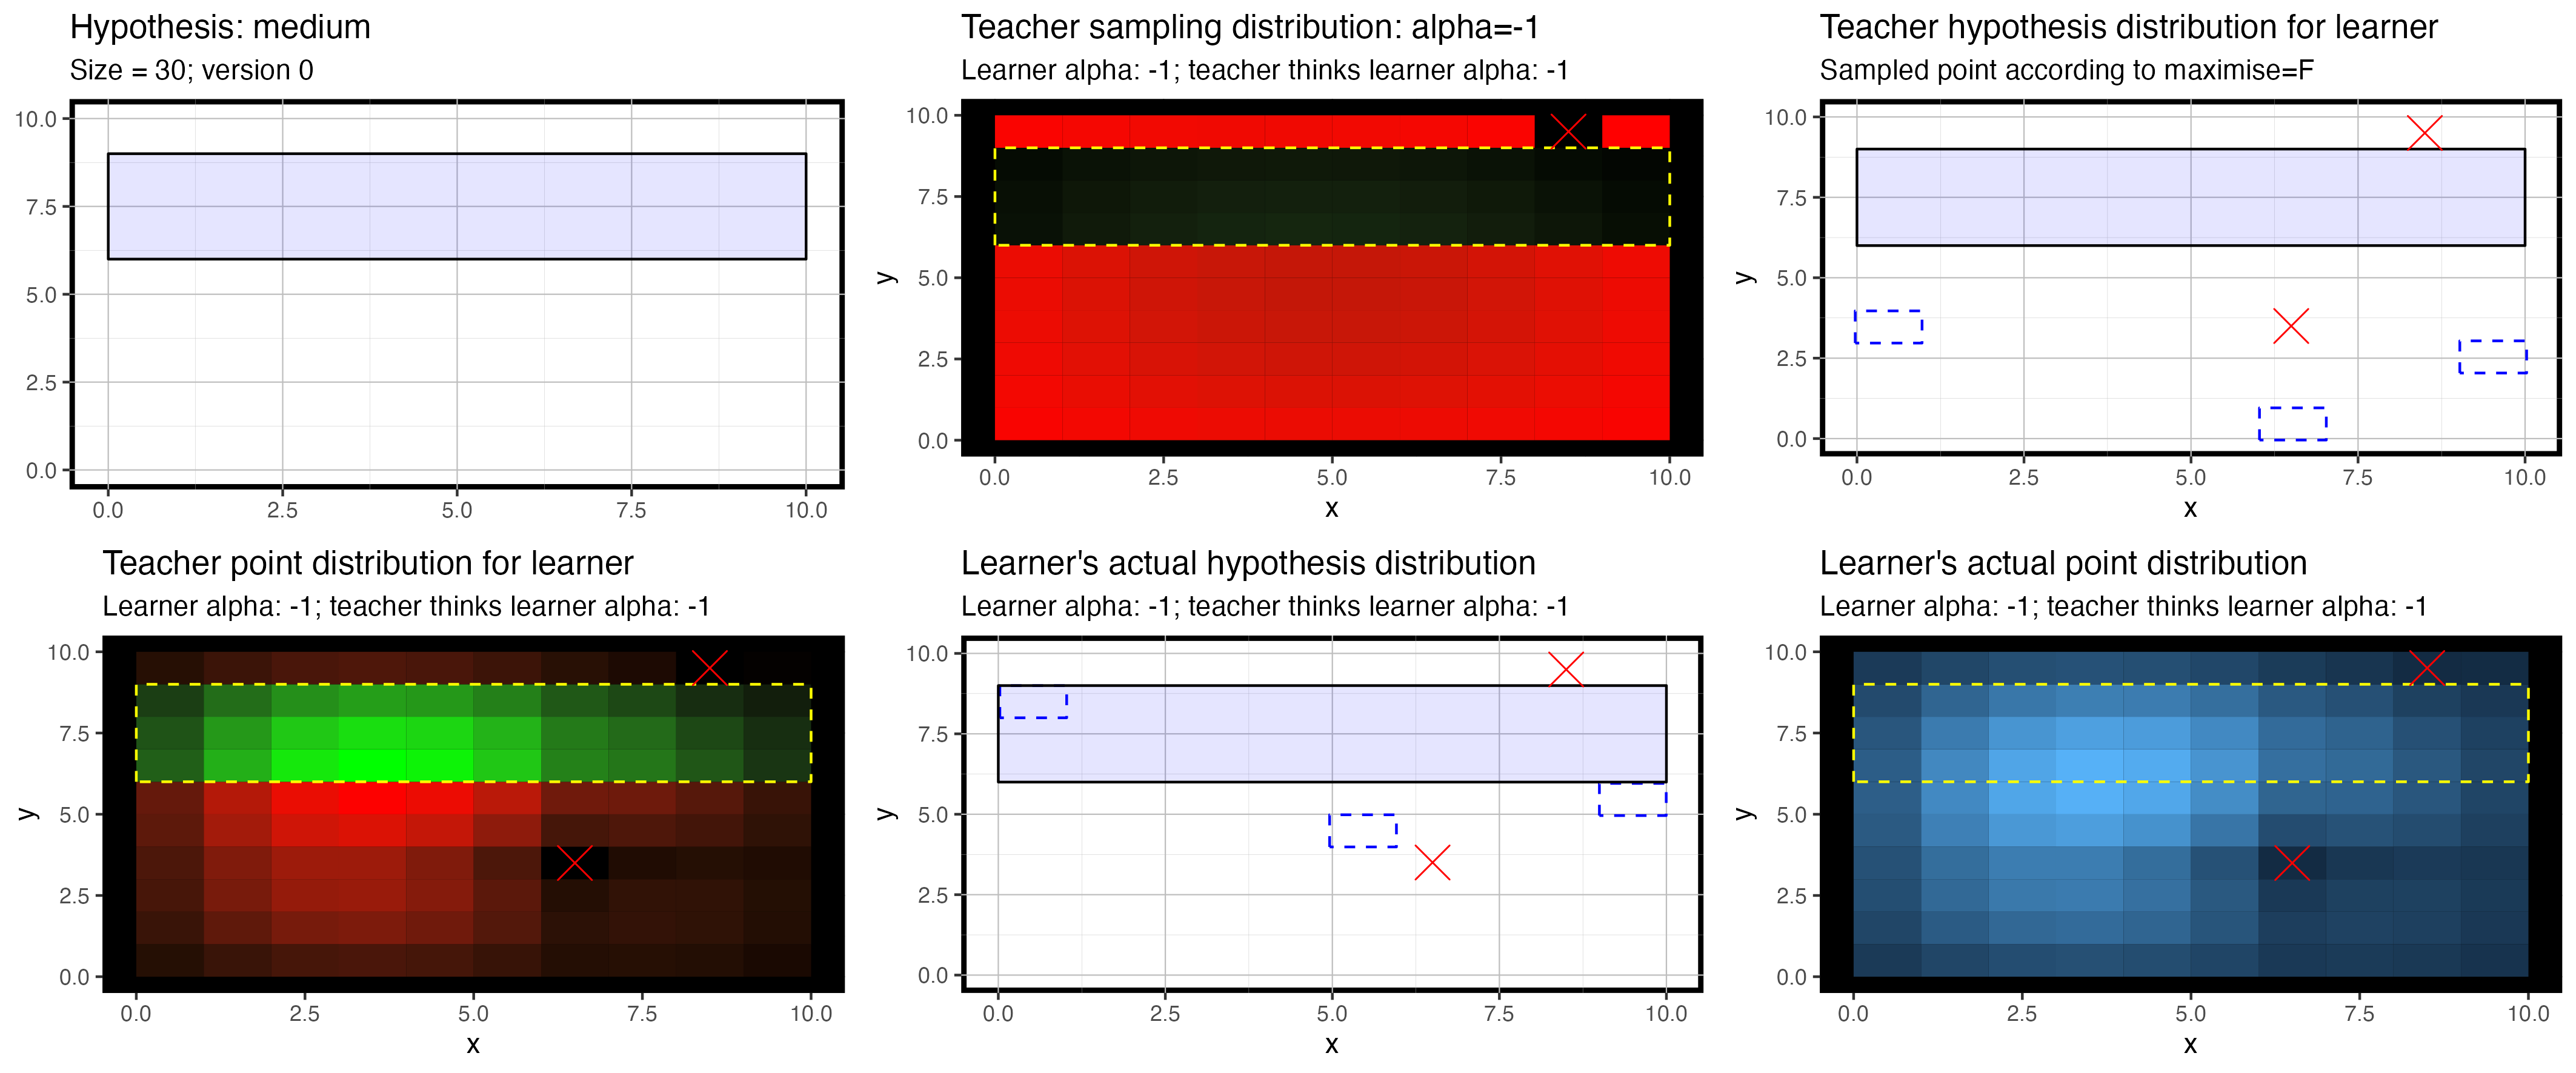 Hypothesis: medium
Size = 30; version 0
10.0
7.5
5.0
2.5
0.0
0.0 2.5 5.0 7.5 10.0
Teacher sampling distribution: alpha=-1
Learner alpha: -1; teacher thinks learner alpha: -1
10.0
7.5
5.0
2.5
0.0
y
0.0 2.5 5.0 7.5 10.0
x
Teacher hypothesis distribution for learner
Sampled point according to maximise=F
10.0
7.5
5.0
2.5
0.0
y
0.0 2.5 5.0 7.5 10.0
x
Teacher point distribution for learner
Learner alpha: -1; teacher thinks learner alpha: -1
10.0
7.5
5.0
2.5
0.0
y
0.0 2.5 5.0 7.5 10.0
x
Learner's actual hypothesis distribution
Learner alpha: -1; teacher thinks learner alpha: -1
10.0
7.5
5.0
2.5
0.0
y
0.0 2.5 5.0 7.5 10.0
x
Learner's actual point distribution
Learner alpha: -1; teacher thinks learner alpha: -1
10.0
7.5
5.0
2.5
0.0
y
0.0 2.5 5.0 7.5 10.0
x